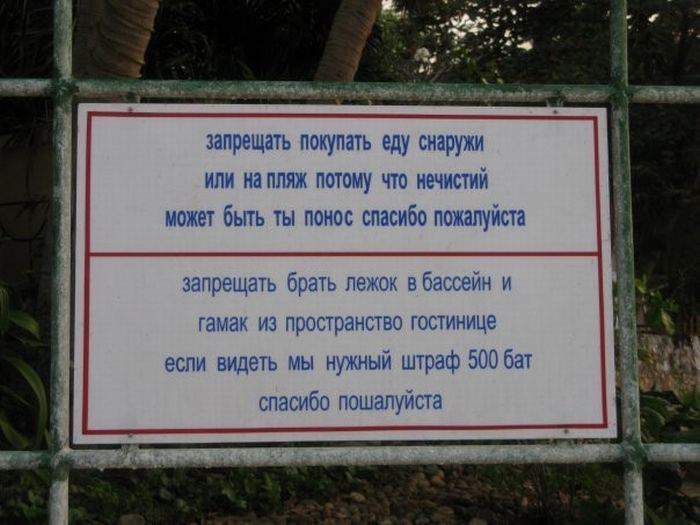 запрещать покупать еду снаружи
или на пляж потому что нечистий
может быть ты понос спасибо пожалуйста
запрещать брать лежок в бассейн и
гамак из пространство гостинице
если видеть мы нужный штраф 500 бат
спасибо пошалуйста